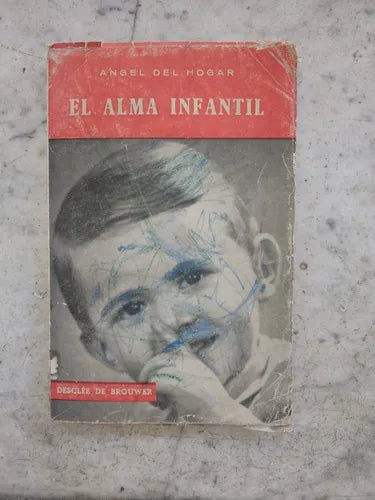 ANGEL DEL HOGAR
EL ALMA INFANTIL
DESCLÉE DE BROUWER